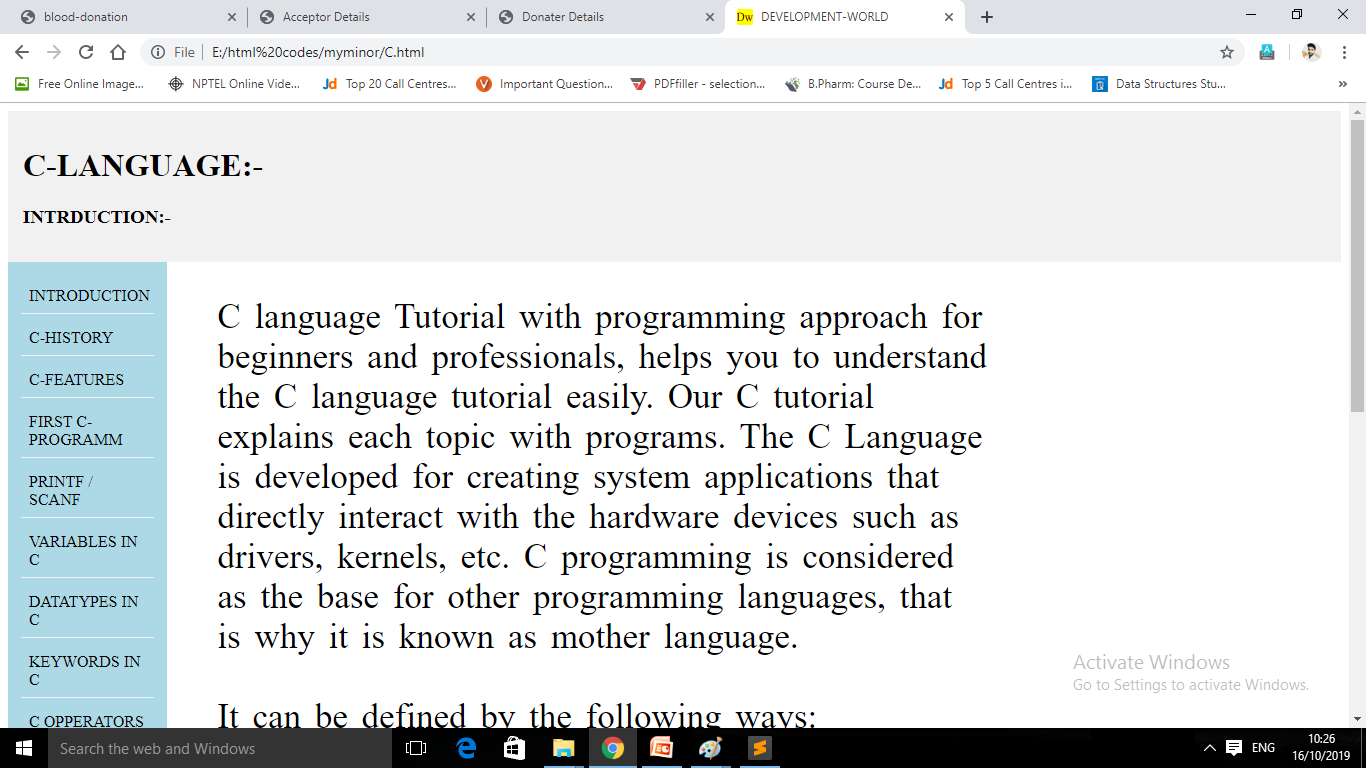 blood-donation
Acceptor Details
Donater Details
Dw DEVELOPMENT-WORLD
File E:/html%20codes/myminor/C.html
Free Online Image...
NPTEL Online Vide...
Jd Top 20 Call Centres...
V Important Question...
PDFfiller - selection...
B.Pharm: Course De...
Jd Top 5 Call Centres i...
Data Structures Stu...
»
C-LANGUAGE:-
INTRDUCTION:-
INTRODUCTION
C-HISTORY
C-FEATURES
FIRST C-
PROGRAMM
PRINTF /
SCANF
VARIABLES IN
C
DATATYPES IN
C
KEYWORDS IN
C
C OPPERATORS
C language Tutorial with programming approach for
beginners and professionals, helps you to understand
the C language tutorial easily. Our C tutorial
explains each topic with programs. The C Language
is developed for creating system applications that
directly interact with the hardware devices such as
drivers, kernels, etc. C programming is considered
as the base for other programming languages, that
is why it is known as mother language.
It can be defined by the following ways:
Activate Windows
Go to Settings to activate Windows.
Search the web and Windows
ENG
10:26
16/10/2019